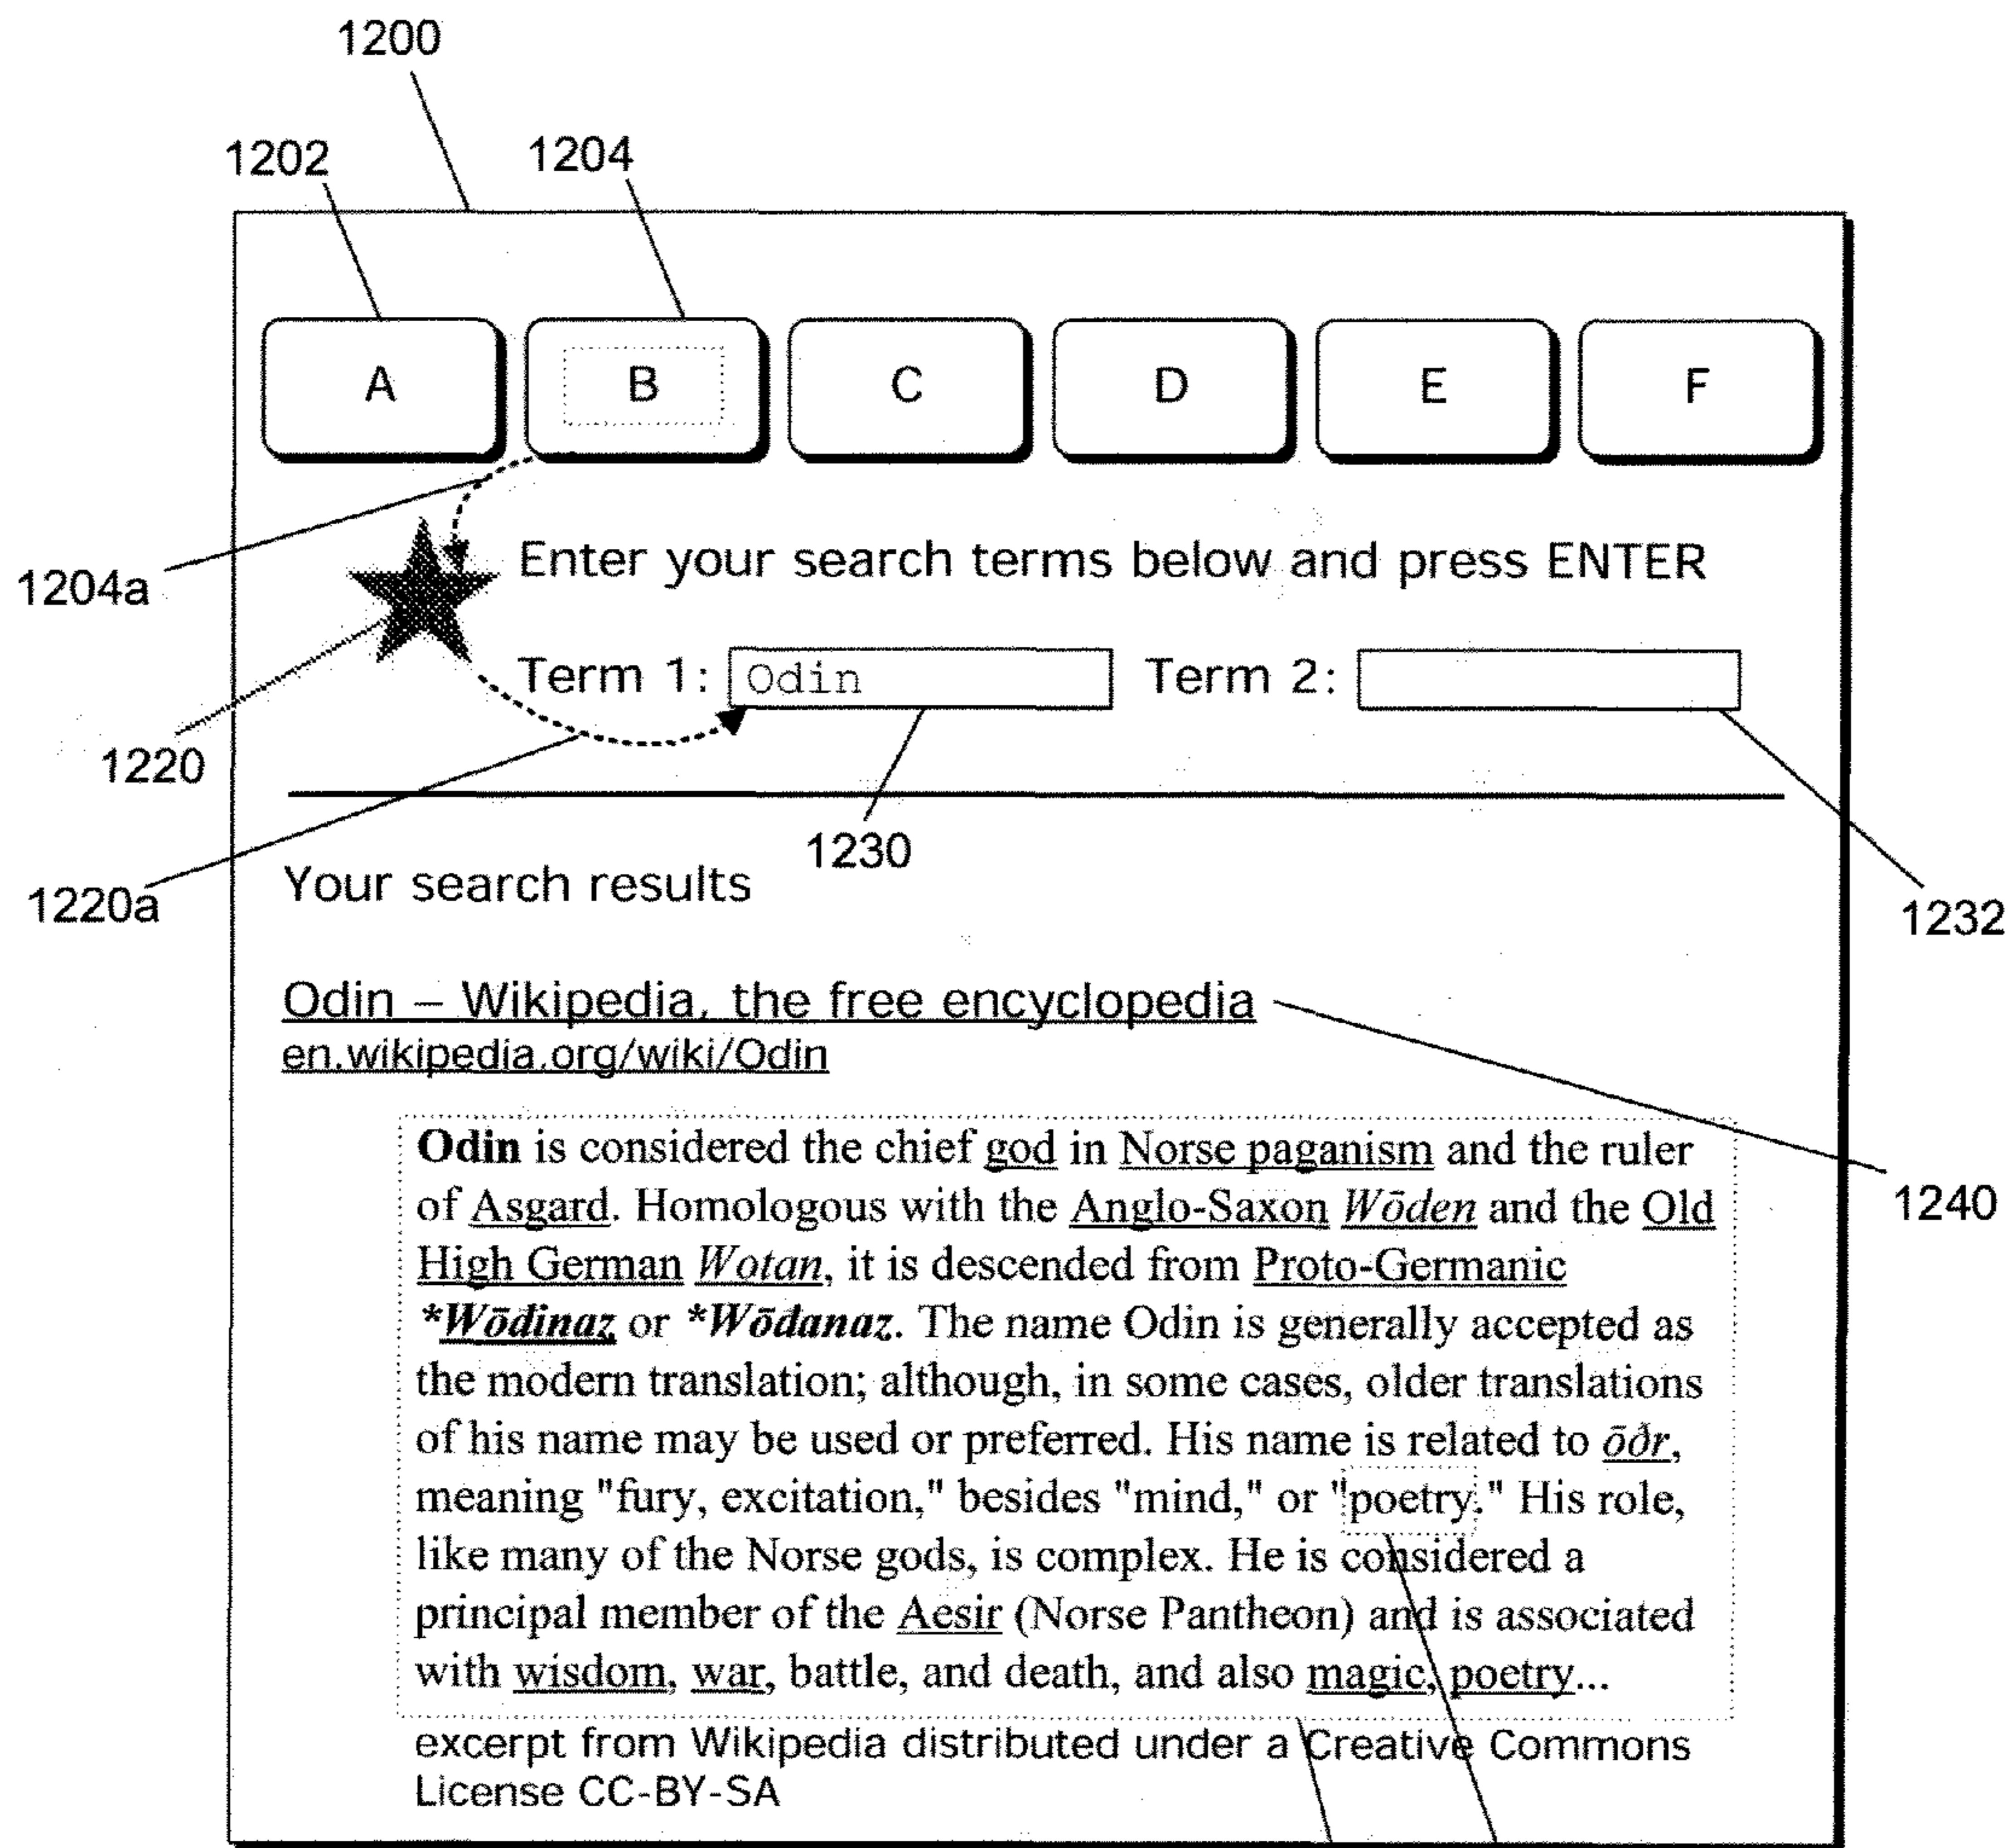 1200
1202
1204
A B C D E F
1204a
Enter your search terms below and press ENTER
Term 1: Odin Term 2:
1220
1230
1220a
Your search results
1232
Odin – Wikipedia, the free encyclopedia
en.wikipedia.org/wiki/Odin
Odin is considered the chief god in Norse paganism and the ruler
of Asgard. Homologous with the Anglo-Saxon Wōden and the Old
1240
High German Wotan, it is descended from Proto-Germanic
*Wōđinaz or *Wōđanaz. The name Odin is generally accepted as
the modern translation; although, in some cases, older translations
of his name may be used or preferred. His name is related to ōðr,
meaning "fury, excitation," besides "mind," or "poetry." His role,
like many of the Norse gods, is complex. He is considered a
principal member of the Aesir (Norse Pantheon) and is associated
with wisdom, war, battle, and death, and also magic, poetry...
excerpt from Wikipedia distributed under a Creative Commons
License CC-BY-SA